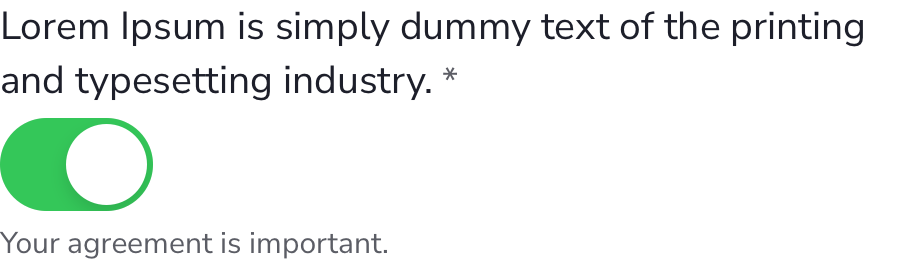 Lorem Ipsum is simply dummy text of the printing
and typesetting industry. *
Your agreement is important.